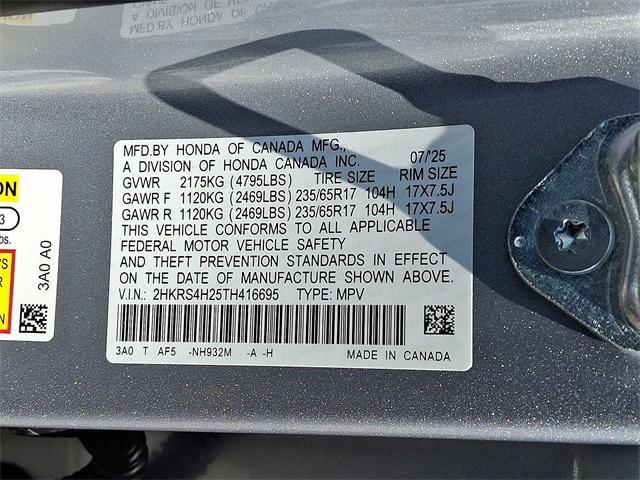 MFD.BY HONDA OF CANADA MFG.,
A DIVISION OF HONDA CANADA INC. 07/'25
GVWR 2175KG (4795LBS) TIRE SIZE RIM SIZE
GAWR F 1120KG (2469LBS) 235/65R17 104H 17X7.5J
GAWR R 1120KG (2469LBS) 235/65R17 104H 17X7.5J
THIS VEHICLE CONFORMS TO ALL APPLICABLE
FEDERAL MOTOR VEHICLE SAFETY
AND THEFT PREVENTION STANDARDS IN EFFECT
ON THE DATE OF MANUFACTURE SHOWN ABOVE.
V.I.N.: 2HKRS4H25TH416695 TYPE: MPV
3A0 T AF5 -NH932M -A -H MADE IN CANADA
3A0 A0